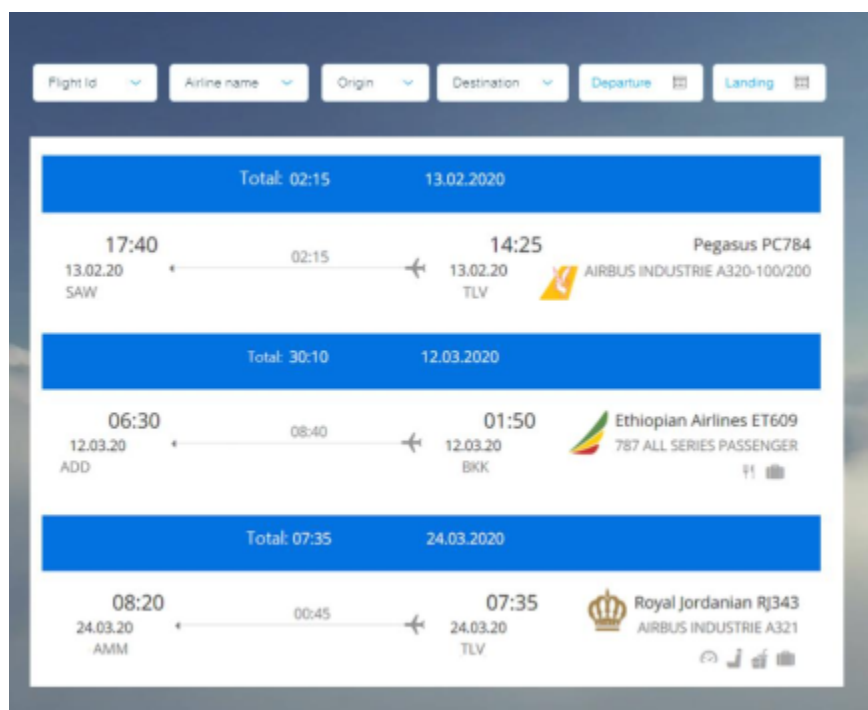 Flight Id Airline name Origin Destination Departure Landing
Total: 02:15 13.02.2020
17:40 02:15 14:25 Pegasus PC784
13.02.20 13.02.20 AIRBUS INDUSTRIE A320-100/200
SAW TLV
Total: 30:10 12.03.2020
06:30 08:40 01:50 Ethiopian Airlines ET609
12.03.20 12.03.20 787 ALL SERIES PASSENGER
ADD BKK
Total: 07:35 24.03.2020
08:20 00:45 07:35 Royal Jordanian RJ343
24.03.20 24.03.20 AIRBUS INDUSTRIE A321
AMM TLV